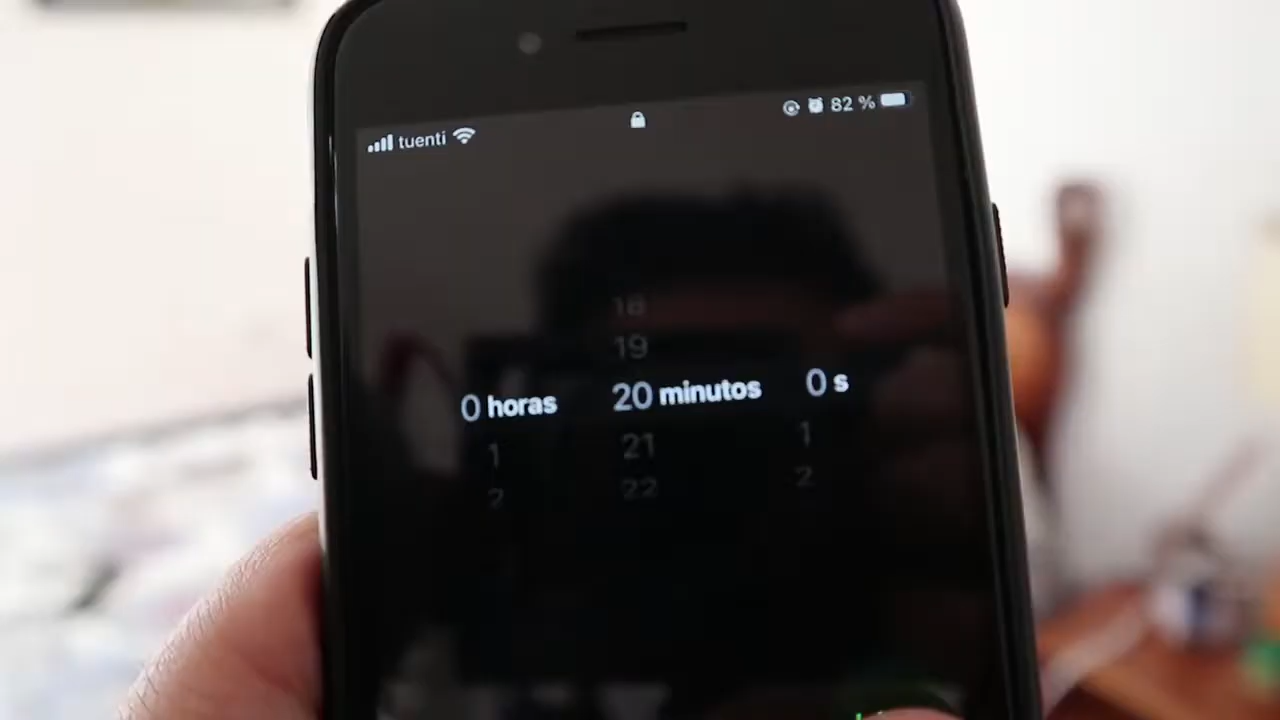 tuenti 82 %
18
19
0 horas 20 minutos 0 s
1 21 1
2 22 2